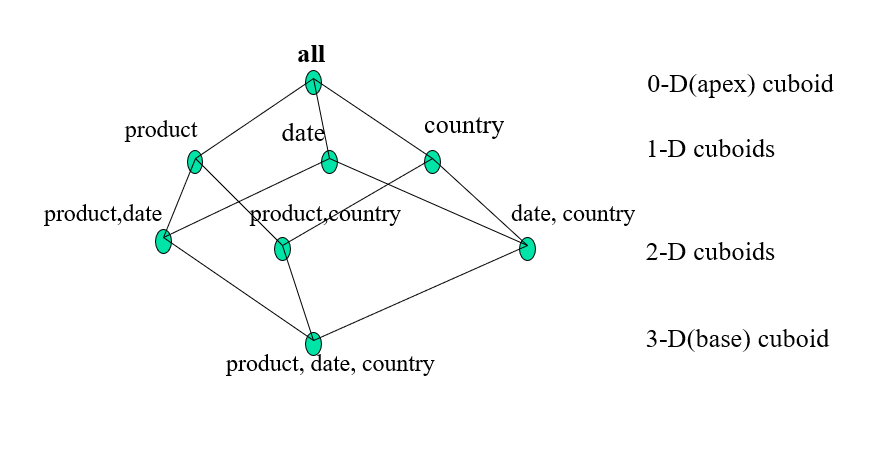 all
0-D(apex) cuboid
product
date
country
1-D cuboids
product,date
product,country
date, country
2-D cuboids
3-D(base) cuboid
product, date, country